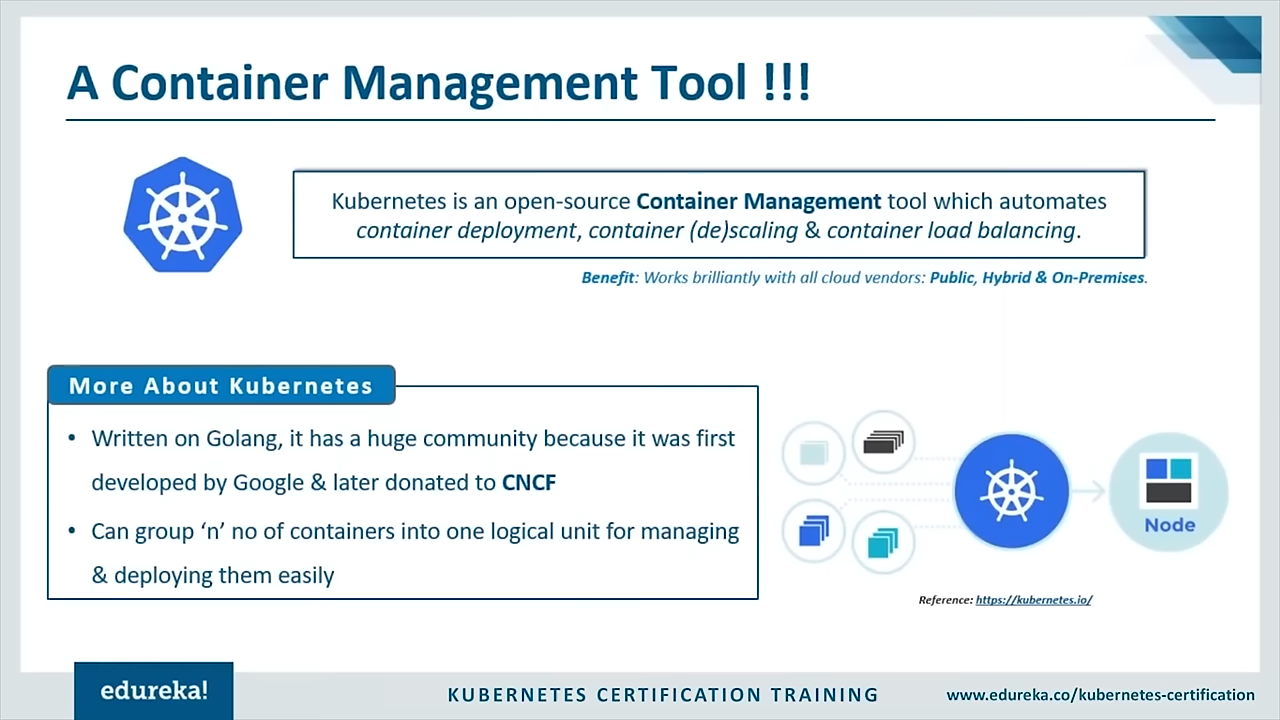 A Container Management Tool !!!
Kubernetes is an open-source Container Management tool which automates
container deployment, container (de)scaling & container load balancing.
Benefit: Works brilliantly with all cloud vendors: Public, Hybrid & On-Premises.
More About Kubernetes
• Written on Golang, it has a huge community because it was first
developed by Google & later donated to CNCF
• Can group ‘n’ no of containers into one logical unit for managing
& deploying them easily
Node
Reference: https://kubernetes.io/
edureka!
KUBERNETES CERTIFICATION TRAINING
www.edureka.co/kubernetes-certification